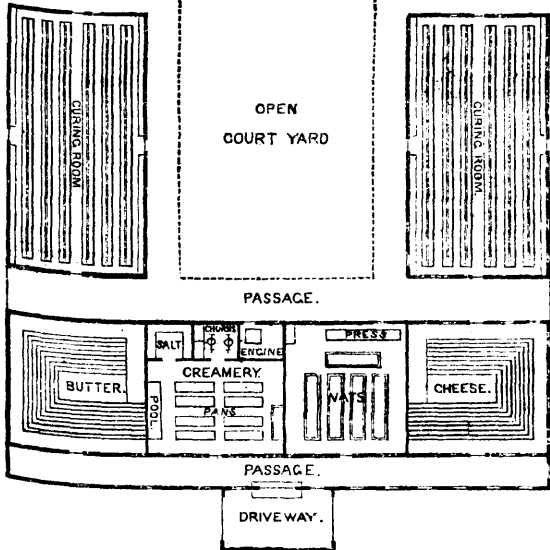 CURING ROOM
OPEN
COURT YARD
CURING ROOM.
PASSAGE.
SALT
CHURNS
ENGINE
PRESS
CREAMERY.
BUTTER.
POOL.
PANS
VATS
CHEESE.
PASSAGE.
DRIVEWAY.